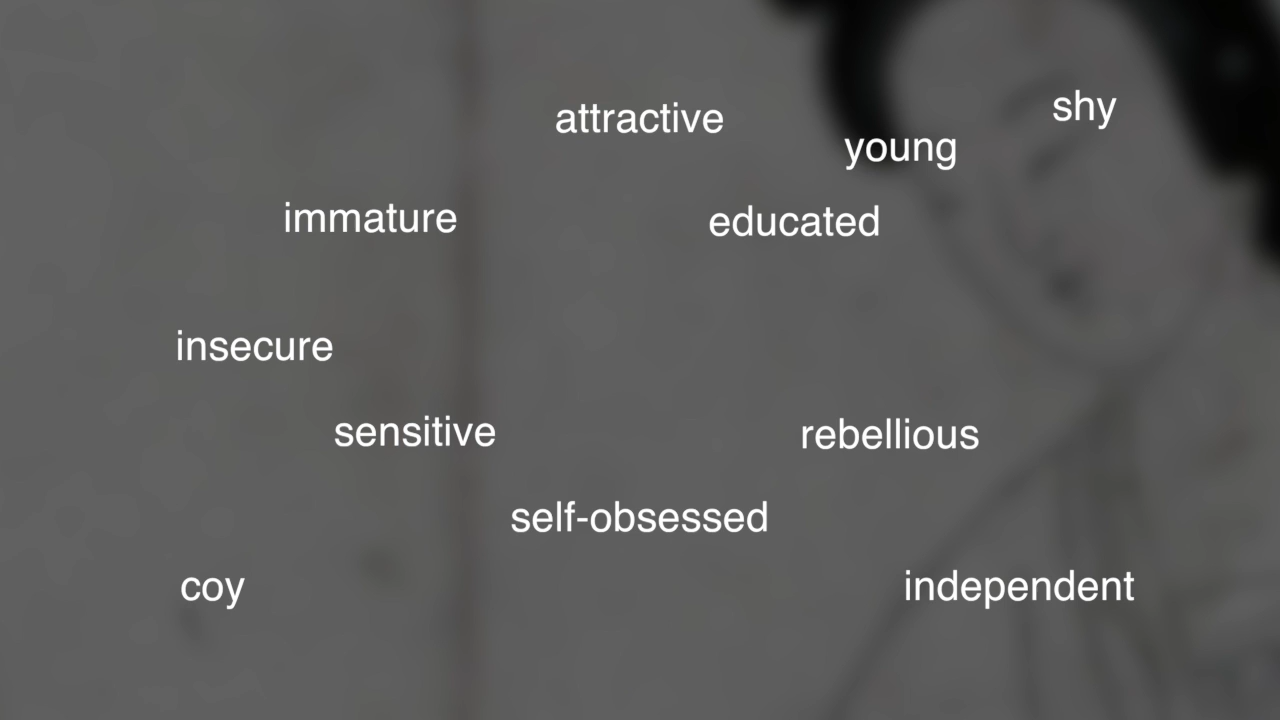 shy
attractive
young
immature
educated
insecure
sensitive
rebellious
self-obsessed
coy
independent